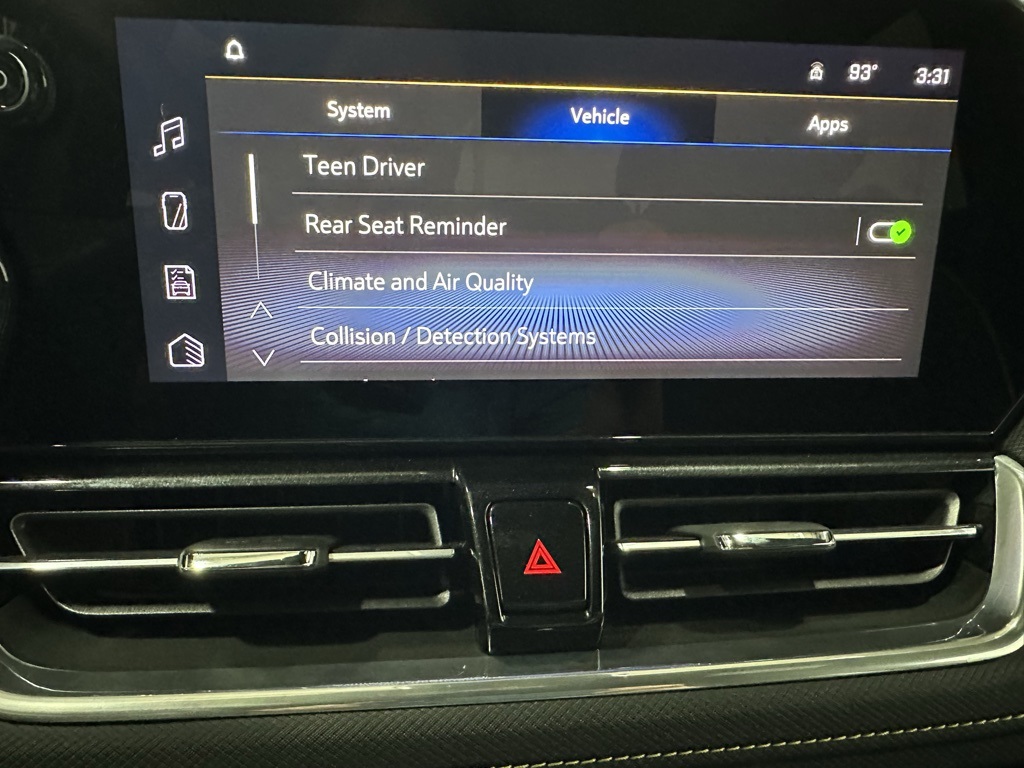 93° 3:31
System Vehicle Apps
Teen Driver
Rear Seat Reminder
Climate and Air Quality
Collision / Detection Systems